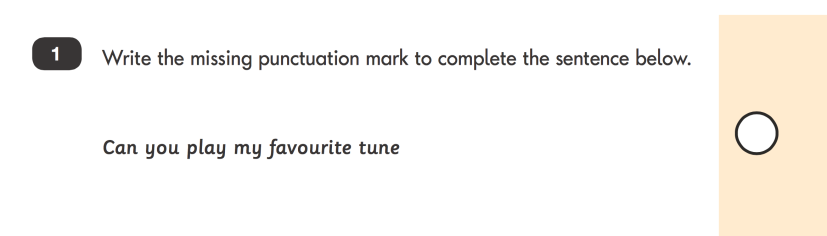 1 Write the missing punctuation mark to complete the sentence below.
Can you play my favourite tune